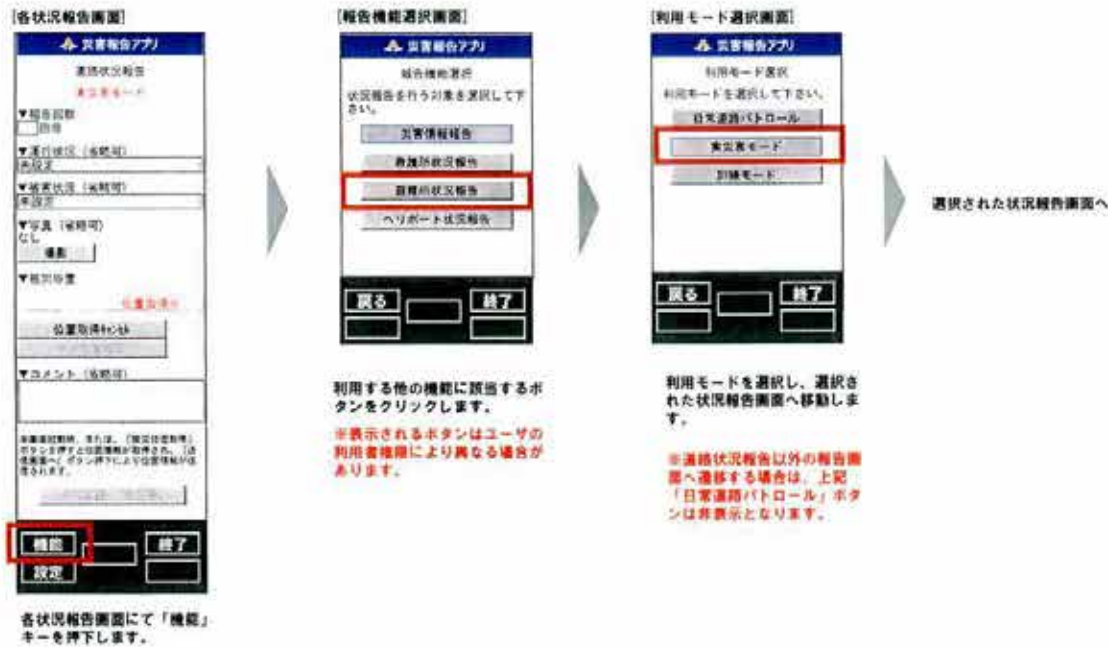 [各状況報告画面]
災害報告アプリ
道路状況報告
実災害モード
▼報告回数
回目
▼運行状況（省略可）
未設定
▼被害状況（省略可）
未設定
▼写真（省略可）
なし
撮影
▼被災位置
位置取得中
位置取得ｷｬﾝｾﾙ
▼コメント（省略可）
機能
終了
設定
各状況報告画面にて「機能」
キーを押下します。
[報告機能選択画面]
災害報告アプリ
報告機能選択
状況報告を行う対象を選択して下
さい。
災害情報報告
救護所状況報告
避難所状況報告
ヘリポート状況報告
戻る
終了
利用する他の機能に該当するボ
タンをクリックします。
※表示されるボタンはユーザの
利用者権限により異なる場合が
あります。
[利用モード選択画面]
災害報告アプリ
利用モード選択
利用モードを選択して下さい。
日常道路パトロール
実災害モード
訓練モード
戻る
終了
利用モードを選択し、選択さ
れた状況報告画面へ移動しま
す。
※道路状況報告以外の報告画
面へ遷移する場合は、上記
「日常道路パトロール」ボタ
ンは非表示となります。
選択された状況報告画面へ